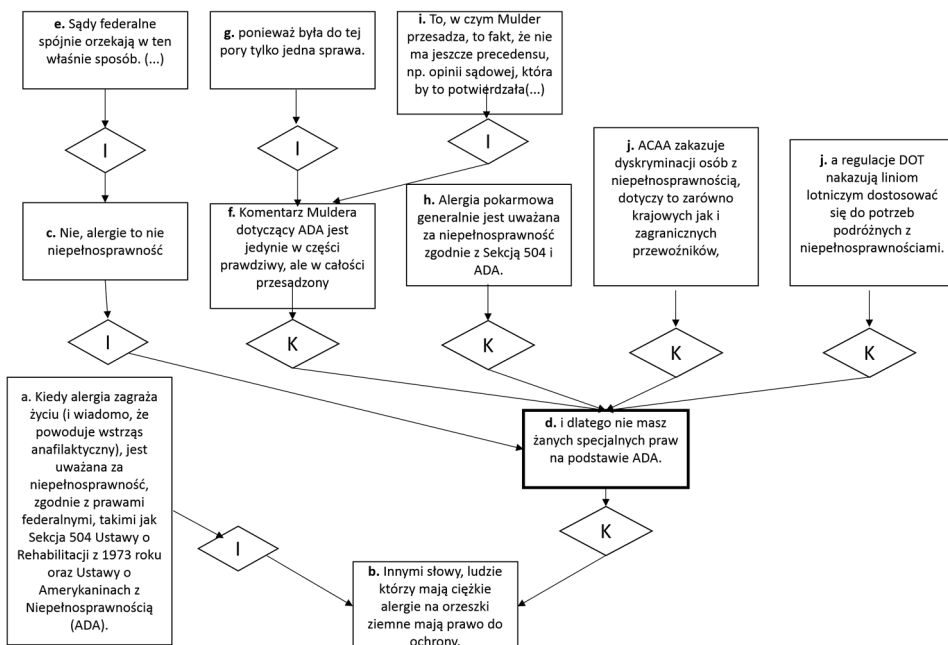 e. Sądy federalne
spójnie orzekają w ten
właśnie sposób. (...)
g. ponieważ była do tej
pory tylko jedna sprawa.
i. To, w czym Mulder
przesadza, to fakt, że nie
ma jeszcze precedensu,
np. opinii sądowej, która
by to potwierdzała(...)
I
I
I
c. Nie, alergie to nie
niepełnosprawność
f. Komentarz Muldera
dotyczący ADA jest
jedynie w części
prawdziwy, ale w całości
przesadzony
h. Alergia pokarmowa
generalnie jest uważana
za niepełnosprawność
zgodnie z Sekcją 504 i
ADA.
j. ACAA zakazuje
dyskryminacji osób z
niepełnosprawnością,
dotyczy to zarówno
krajowych jak i
zagranicznych
przewoźników,
j. a regulacje DOT
nakazują liniom
lotniczym dostosować
się do potrzeb
podróżnych z
niepełnosprawnościami.
I
K
K
K
K
a. Kiedy alergia zagraża
życiu (i wiadomo, że
powoduje wstrząs
anafilaktyczny), jest
uważana za
niepełnosprawność,
zgodnie z prawami
federalnymi, takimi jak
Sekcja 504 Ustawy o
Rehabilitacji z 1973 roku
oraz Ustawy o
Amerykaninach z
Niepełnosprawnością
(ADA).
d. i dlatego nie masz
żanych specjalnych praw
na podstawie ADA.
I
K
b. Innymi słowy, ludzie
którzy mają ciężkie
alergie na orzeszki
ziemne mają prawo do
ochrony.